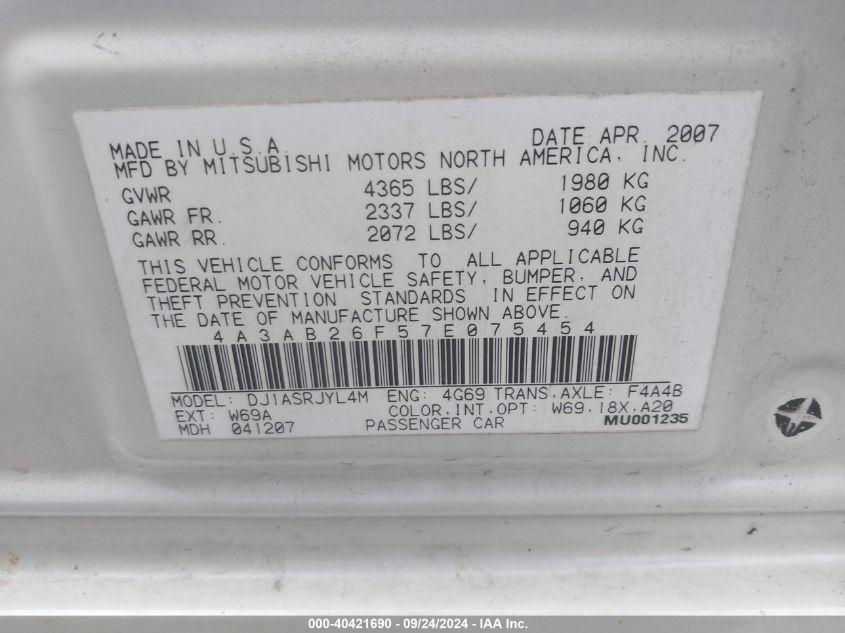 MADE IN U.S.A. DATE APR. 2007
MFD BY MITSUBISHI MOTORS NORTH AMERICA, INC.
GVWR 4365 LBS/ 1980 KG
GAWR FR. 2337 LBS/ 1060 KG
GAWR RR. 2072 LBS/ 940 KG
THIS VEHICLE CONFORMS TO ALL APPLICABLE
FEDERAL MOTOR VEHICLE SAFETY, BUMPER, AND
THEFT PREVENTION STANDARDS IN EFFECT ON
THE DATE OF MANUFACTURE SHOWN ABOVE.
4A3AB26F57E075454
MODEL: DJ1ASRJYL4M ENG: 4G69 TRANS.AXLE: F4A4B
EXT: W69A COLOR.INT.OPT: W69.18X.A20
MDH 041207 PASSENGER CAR MU001235
000-40421690 - 09/24/2024 - IAA Inc.